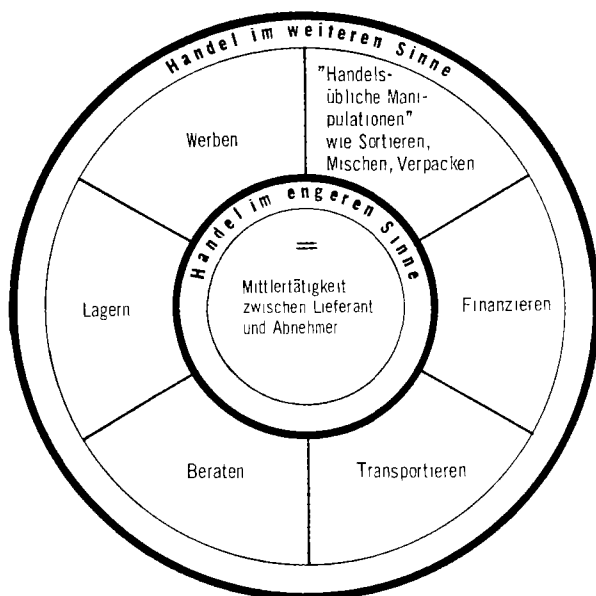 Handel im weiteren Sinne
"Handels-
übliche Mani-
pulationen"
wie Sortieren,
Mischen, Verpacken
Werben
Handel im engeren Sinne
=
Mittlertätigkeit
zwischen Lieferant
und Abnehmer
Lagern
Finanzieren
Beraten
Transportieren